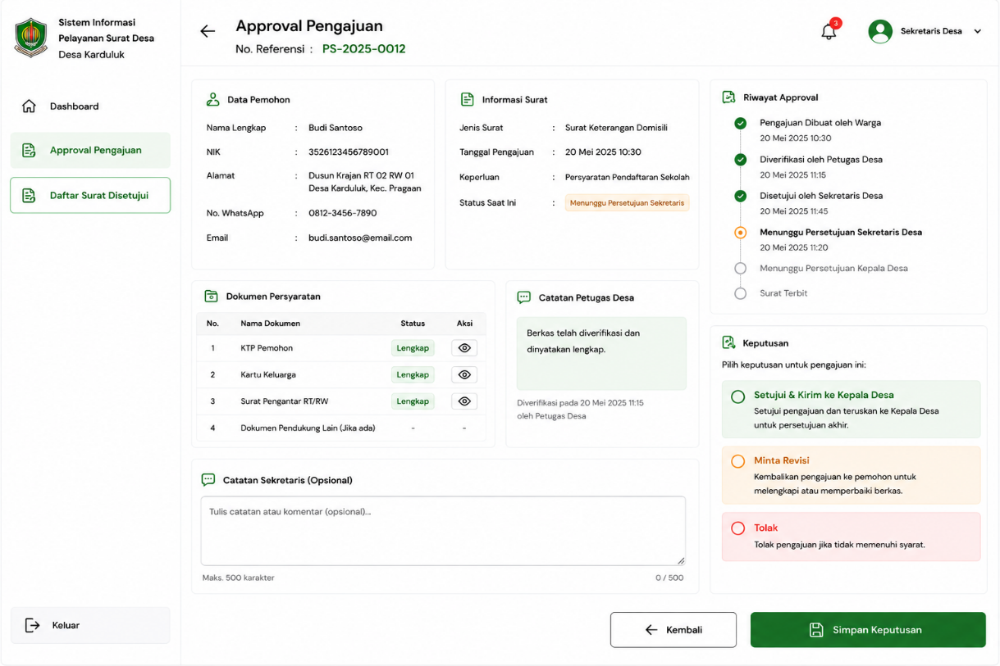 Sistem Informasi
Pelayanan Surat Desa
Desa Karduluk
Dashboard
Approval Pengajuan
Daftar Surat Disetujui
Keluar
Approval Pengajuan
No. Referensi : PS-2025-0012
3
Sekretaris Desa
Data Pemohon
Nama Lengkap : Budi Santoso
NIK : 3526123456789001
Alamat : Dusun Krajan RT 02 RW 01
Desa Karduluk, Kec. Pragaan
No. WhatsApp : 0812-3456-7890
Email : budi.santoso@email.com
Informasi Surat
Jenis Surat : Surat Keterangan Domisili
Tanggal Pengajuan : 20 Mei 2025 10:30
Keperluan : Persyaratan Pendaftaran Sekolah
Status Saat Ini : Menunggu Persetujuan Sekretaris
Riwayat Approval
Pengajuan Dibuat oleh Warga
20 Mei 2025 10:30
Diverifikasi oleh Petugas Desa
20 Mei 2025 11:15
Disetujui oleh Sekretaris Desa
20 Mei 2025 11:45
Menunggu Persetujuan Sekretaris Desa
20 Mei 2025 11:20
Menunggu Persetujuan Kepala Desa
Surat Terbit
Dokumen Persyaratan
No. Nama Dokumen Status Aksi
1 KTP Pemohon Lengkap
2 Kartu Keluarga Lengkap
3 Surat Pengantar RT/RW Lengkap
4 Dokumen Pendukung Lain (Jika ada) - -
Catatan Petugas Desa
Berkas telah diverifikasi dan
dinyatakan lengkap.
Diverifikasi pada 20 Mei 2025 11:15
oleh Petugas Desa
Keputusan
Pilih keputusan untuk pengajuan ini:
Setujui & Kirim ke Kepala Desa
Setujui pengajuan dan teruskan ke Kepala Desa
untuk persetujuan akhir.
Minta Revisi
Kembalikan pengajuan ke pemohon untuk
melengkapi atau memperbaiki berkas.
Tolak
Tolak pengajuan jika tidak memenuhi syarat.
Catatan Sekretaris (Opsional)
Tulis catatan atau komentar (opsional)...
Maks. 500 karakter
0 / 500
Kembali
Simpan Keputusan